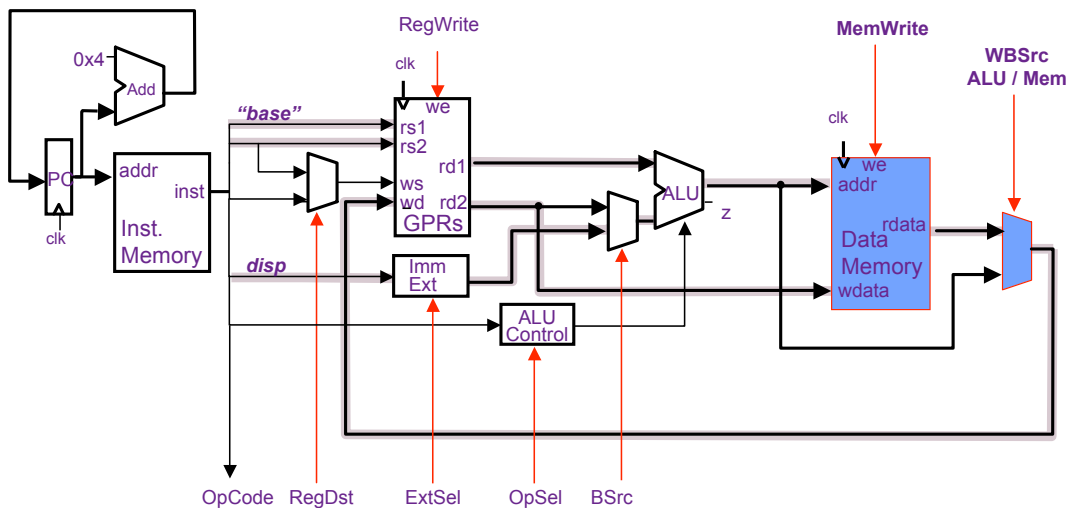 RegWrite
MemWrite
WBSrc
ALU / Mem
0x4
Add
clk
"base"
we
rs1
rs2
rd1
ws
wd
rd2
GPRs
PC
clk
addr
inst
Inst.
Memory
disp
Imm
Ext
ALU
Control
ALU
z
clk
we
addr
rdata
Data
Memory
wdata
OpCode
RegDst
ExtSel
OpSel
BSrc